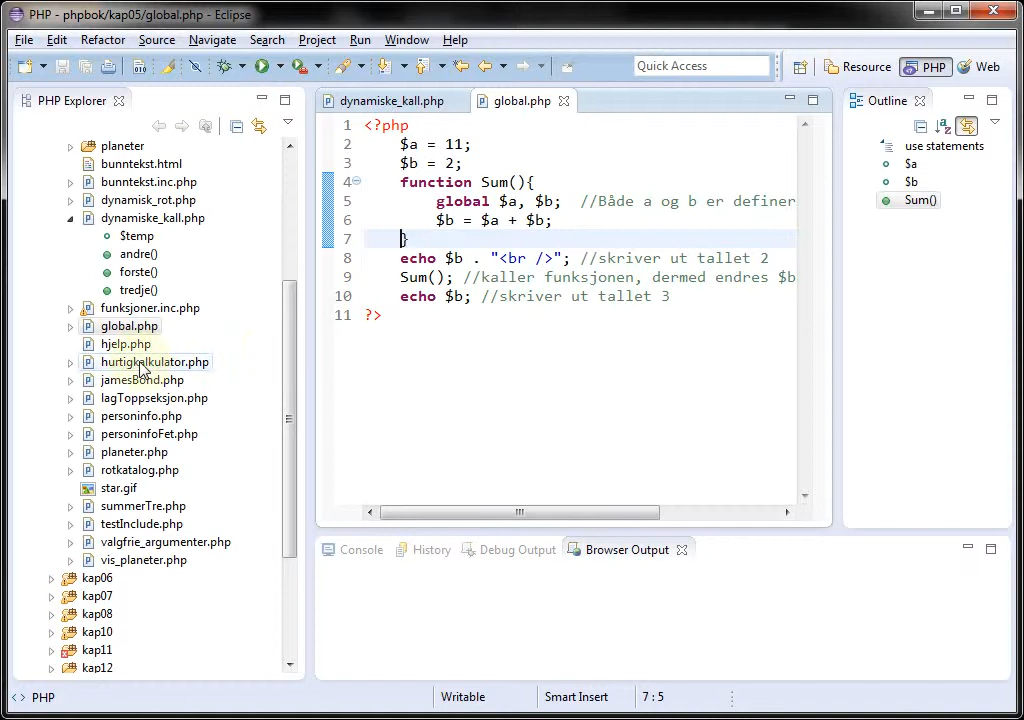 PHP - phpbok/kap05/global.php - Eclipse
File Edit Refactor Source Navigate Search Project Run Window Help
Quick Access Resource PHP Web
PHP Explorer
planeter
bunntekst.html
bunntekst.inc.php
dynamisk_rot.php
dynamiske_kall.php
$temp
andre()
forste()
tredje()
funksjoner.inc.php
global.php
hjelp.php
hurtigkalkulator.php
jamesBond.php
lagToppseksjon.php
personinfo.php
personinfoFet.php
planeter.php
rotkatalog.php
star.gif
summerTre.php
testInclude.php
valgfrie_argumenter.php
vis_planeter.php
kap06
kap07
kap08
kap10
kap11
kap12
dynamiske_kall.php global.php
1 <?php
2 $a = 11;
3 $b = 2;
4 function Sum(){
5 global $a, $b; //Både a og b er definer
6 $b = $a + $b;
7 }
8 echo $b . "<br />"; //skriver ut tallet 2
9 Sum(); //kaller funksjonen, dermed endres $b
10 echo $b; //skriver ut tallet 3
11 ?>
Outline
use statements
$a
$b
Sum()
Console History Debug Output Browser Output
PHP Writable Smart Insert 7 : 5